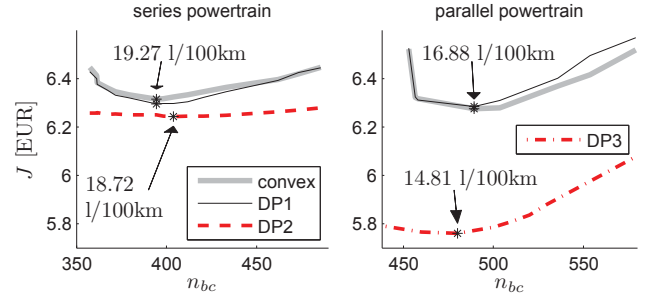 series powertrain
parallel powertrain
19.27 l/100km
16.88 l/100km
6.4
6.2
6
5.8
J [EUR]
18.72
l/100km
convex
DP1
DP2
DP3
14.81 l/100km
6.4
6.2
6
5.8
350 400 450
450 500 550
n_bc
n_bc